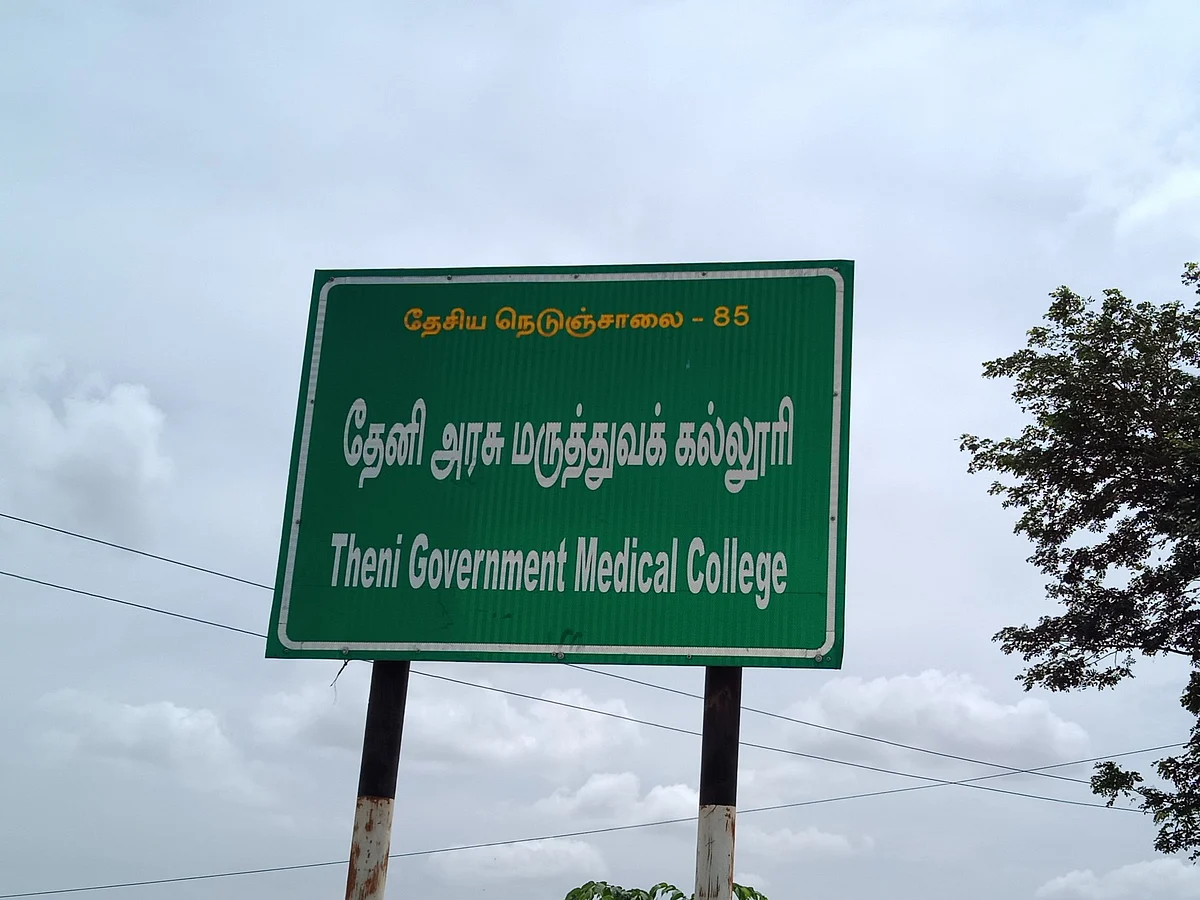 தேசிய நெடுஞ்சாலை - 85
தேனி அரசு மருத்துவக் கல்லூரி
Theni Government Medical College